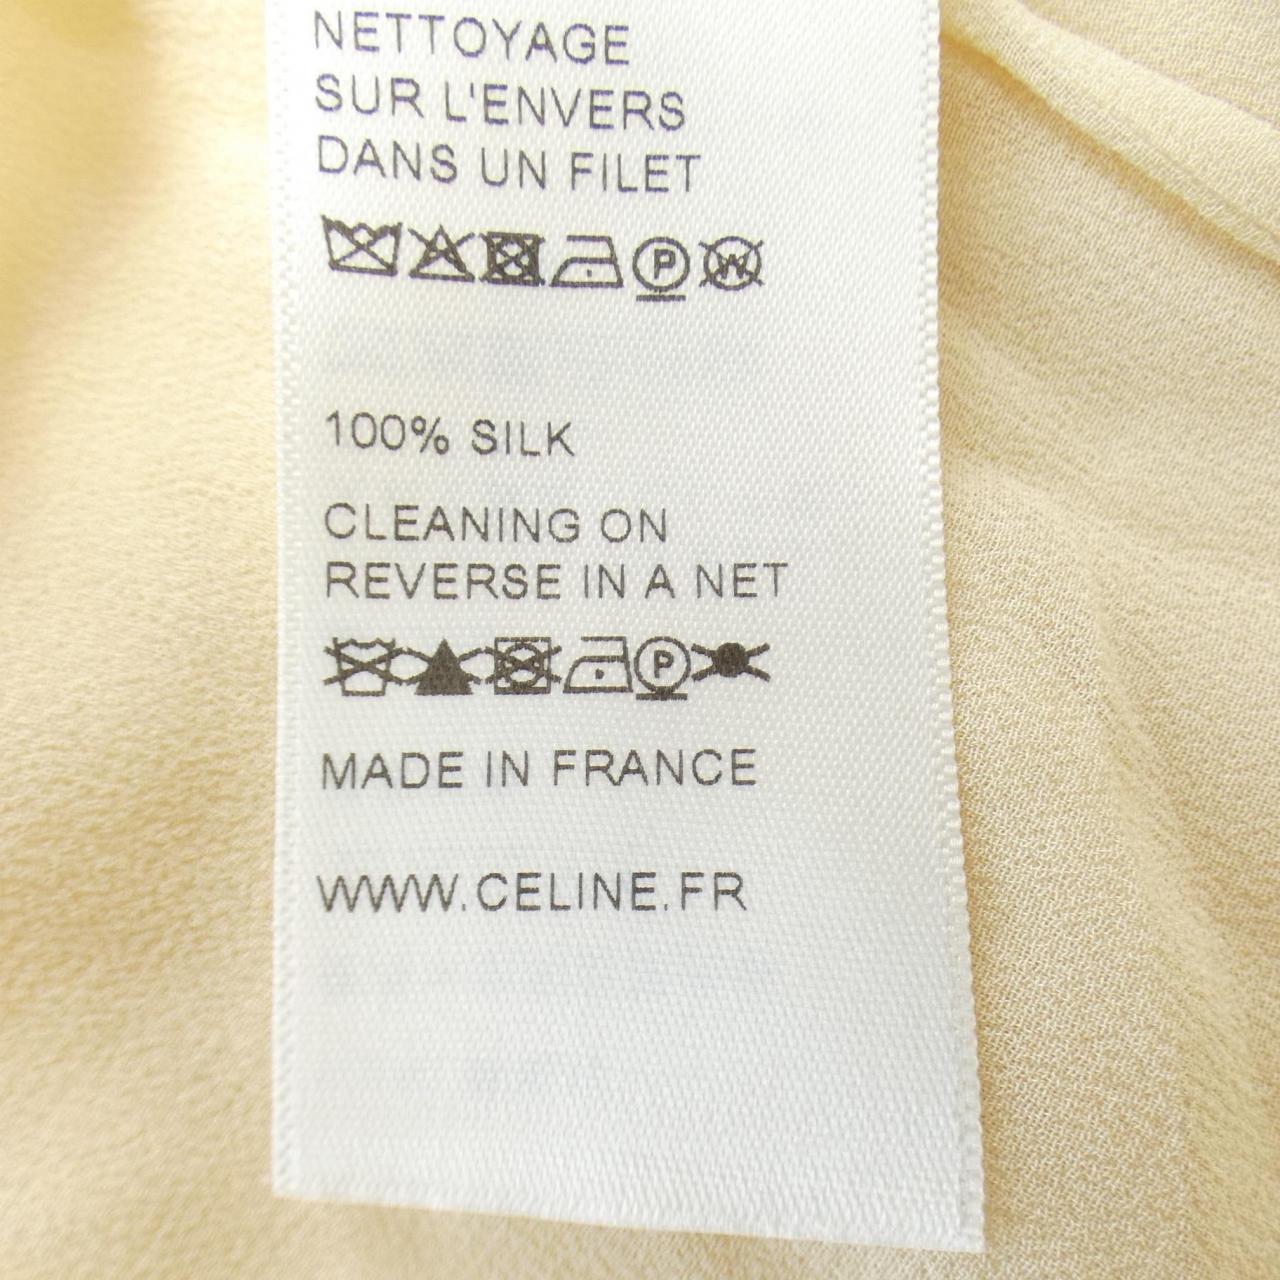 NETTOYAGE
SUR L'ENVERS
DANS UN FILET
P W
100% SILK
CLEANING ON
REVERSE IN A NET
P
MADE IN FRANCE
WWW.CELINE.FR